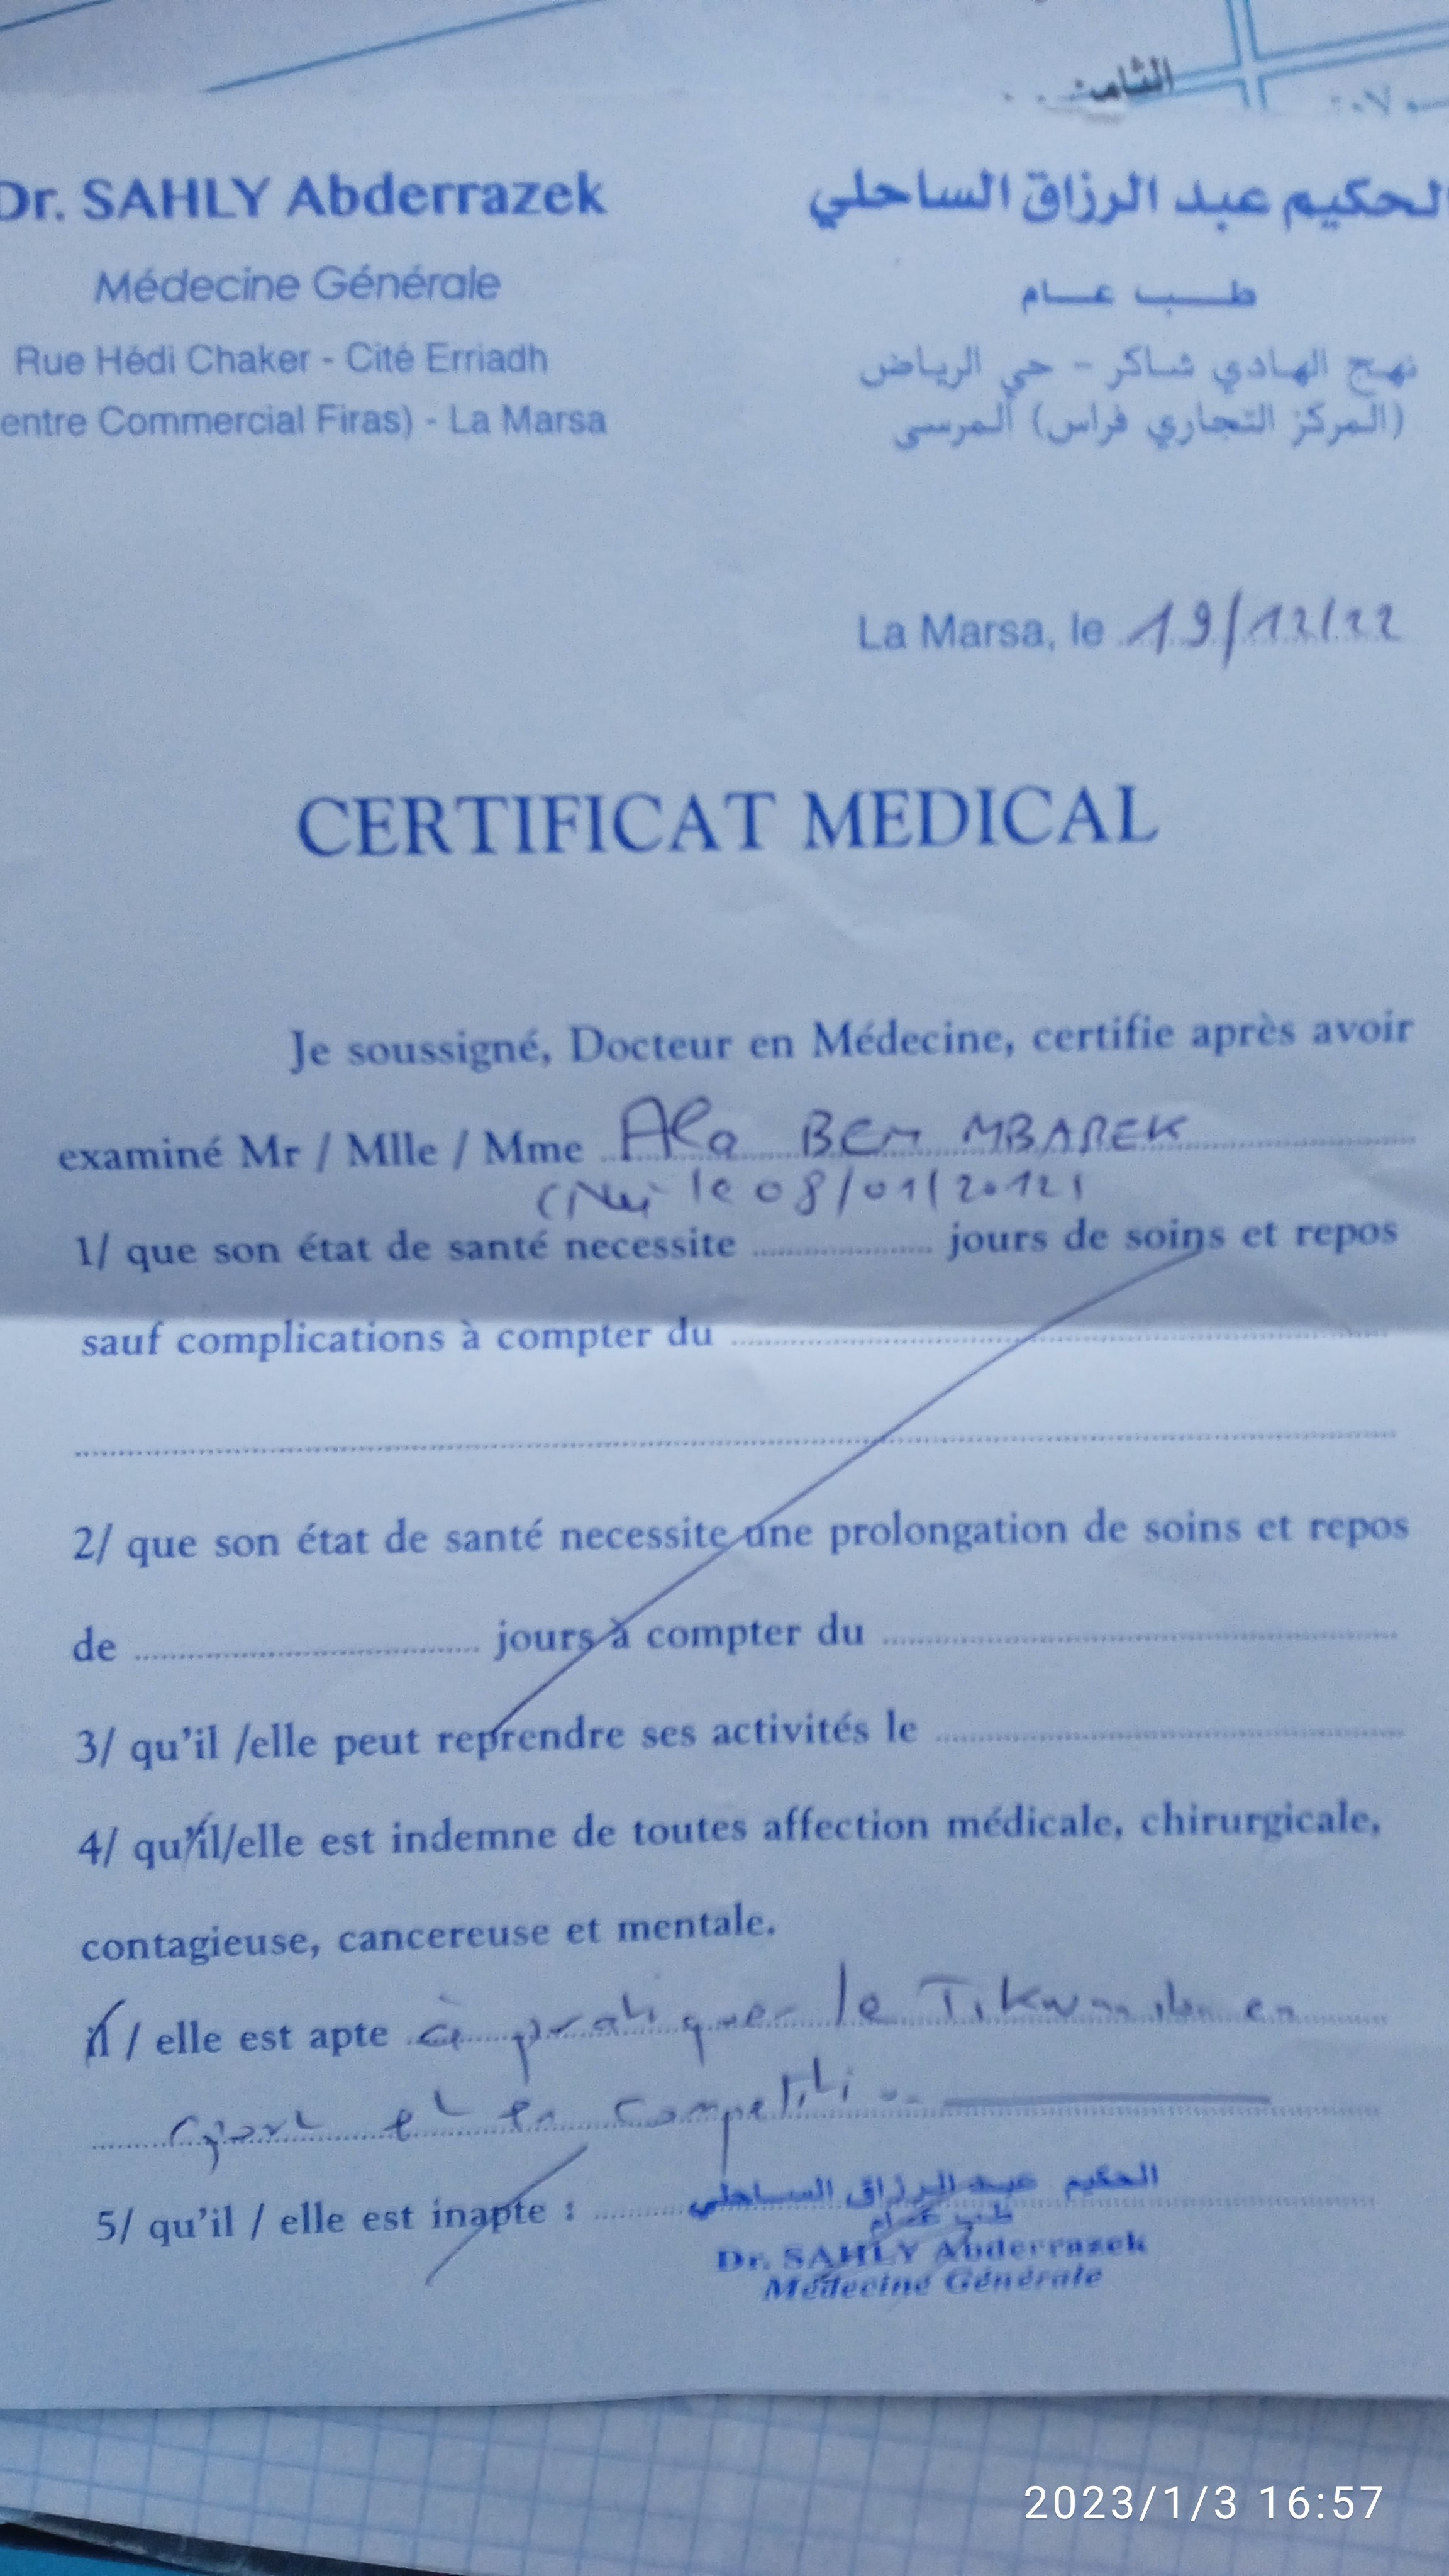 الثامن
Dr. SAHLY Abderrazek
Médecine Générale
Rue Hédi Chaker - Cité Erriadh
entre Commercial Firas) - La Marsa
الحكيم عبد الرزاق الساحلي
طب عام
نهج الهادي شاكر - حي الرياض
(المركز التجاري فراس) المرسى
La Marsa, le 19/12/22
CERTIFICAT MEDICAL
Je soussigné, Docteur en Médecine, certifie après avoir
examiné Mr / Mlle / Mme Ala BEN MBAREK
(Né le 08/01/2012)
1/ que son état de santé necessite .................... jours de soins et repos
sauf complications à compter du ....................
2/ que son état de santé necessite une prolongation de soins et repos
de .................... jours à compter du ....................
3/ qu'il /elle peut reprendre ses activités le ....................
4/ qu'il/elle est indemne de toutes affection médicale, chirurgicale,
contagieuse, cancereuse et mentale.
il / elle est apte à pratiquer le en
sport et en
5/ qu'il / elle est inapte : ....................
الحكيم عبد الرزاق الساحلي
طب عام
Dr. SAHLY Abderrazek
Médecine Générale
2023/1/3 16:57